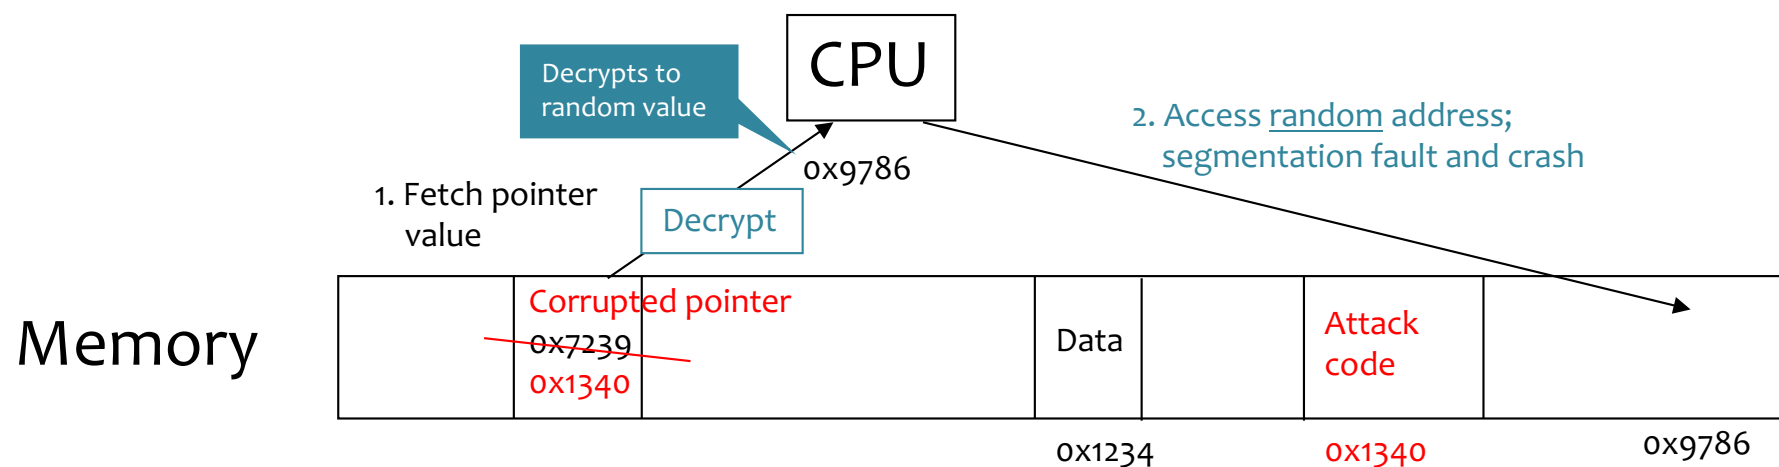 CPU
Decrypts to
random value
2. Access random address;
segmentation fault and crash
0x9786
1. Fetch pointer
value
Decrypt
Memory
Corrupted pointer
0x7239
0x1340
Data
Attack
code
0x1234
0x1340
0x9786